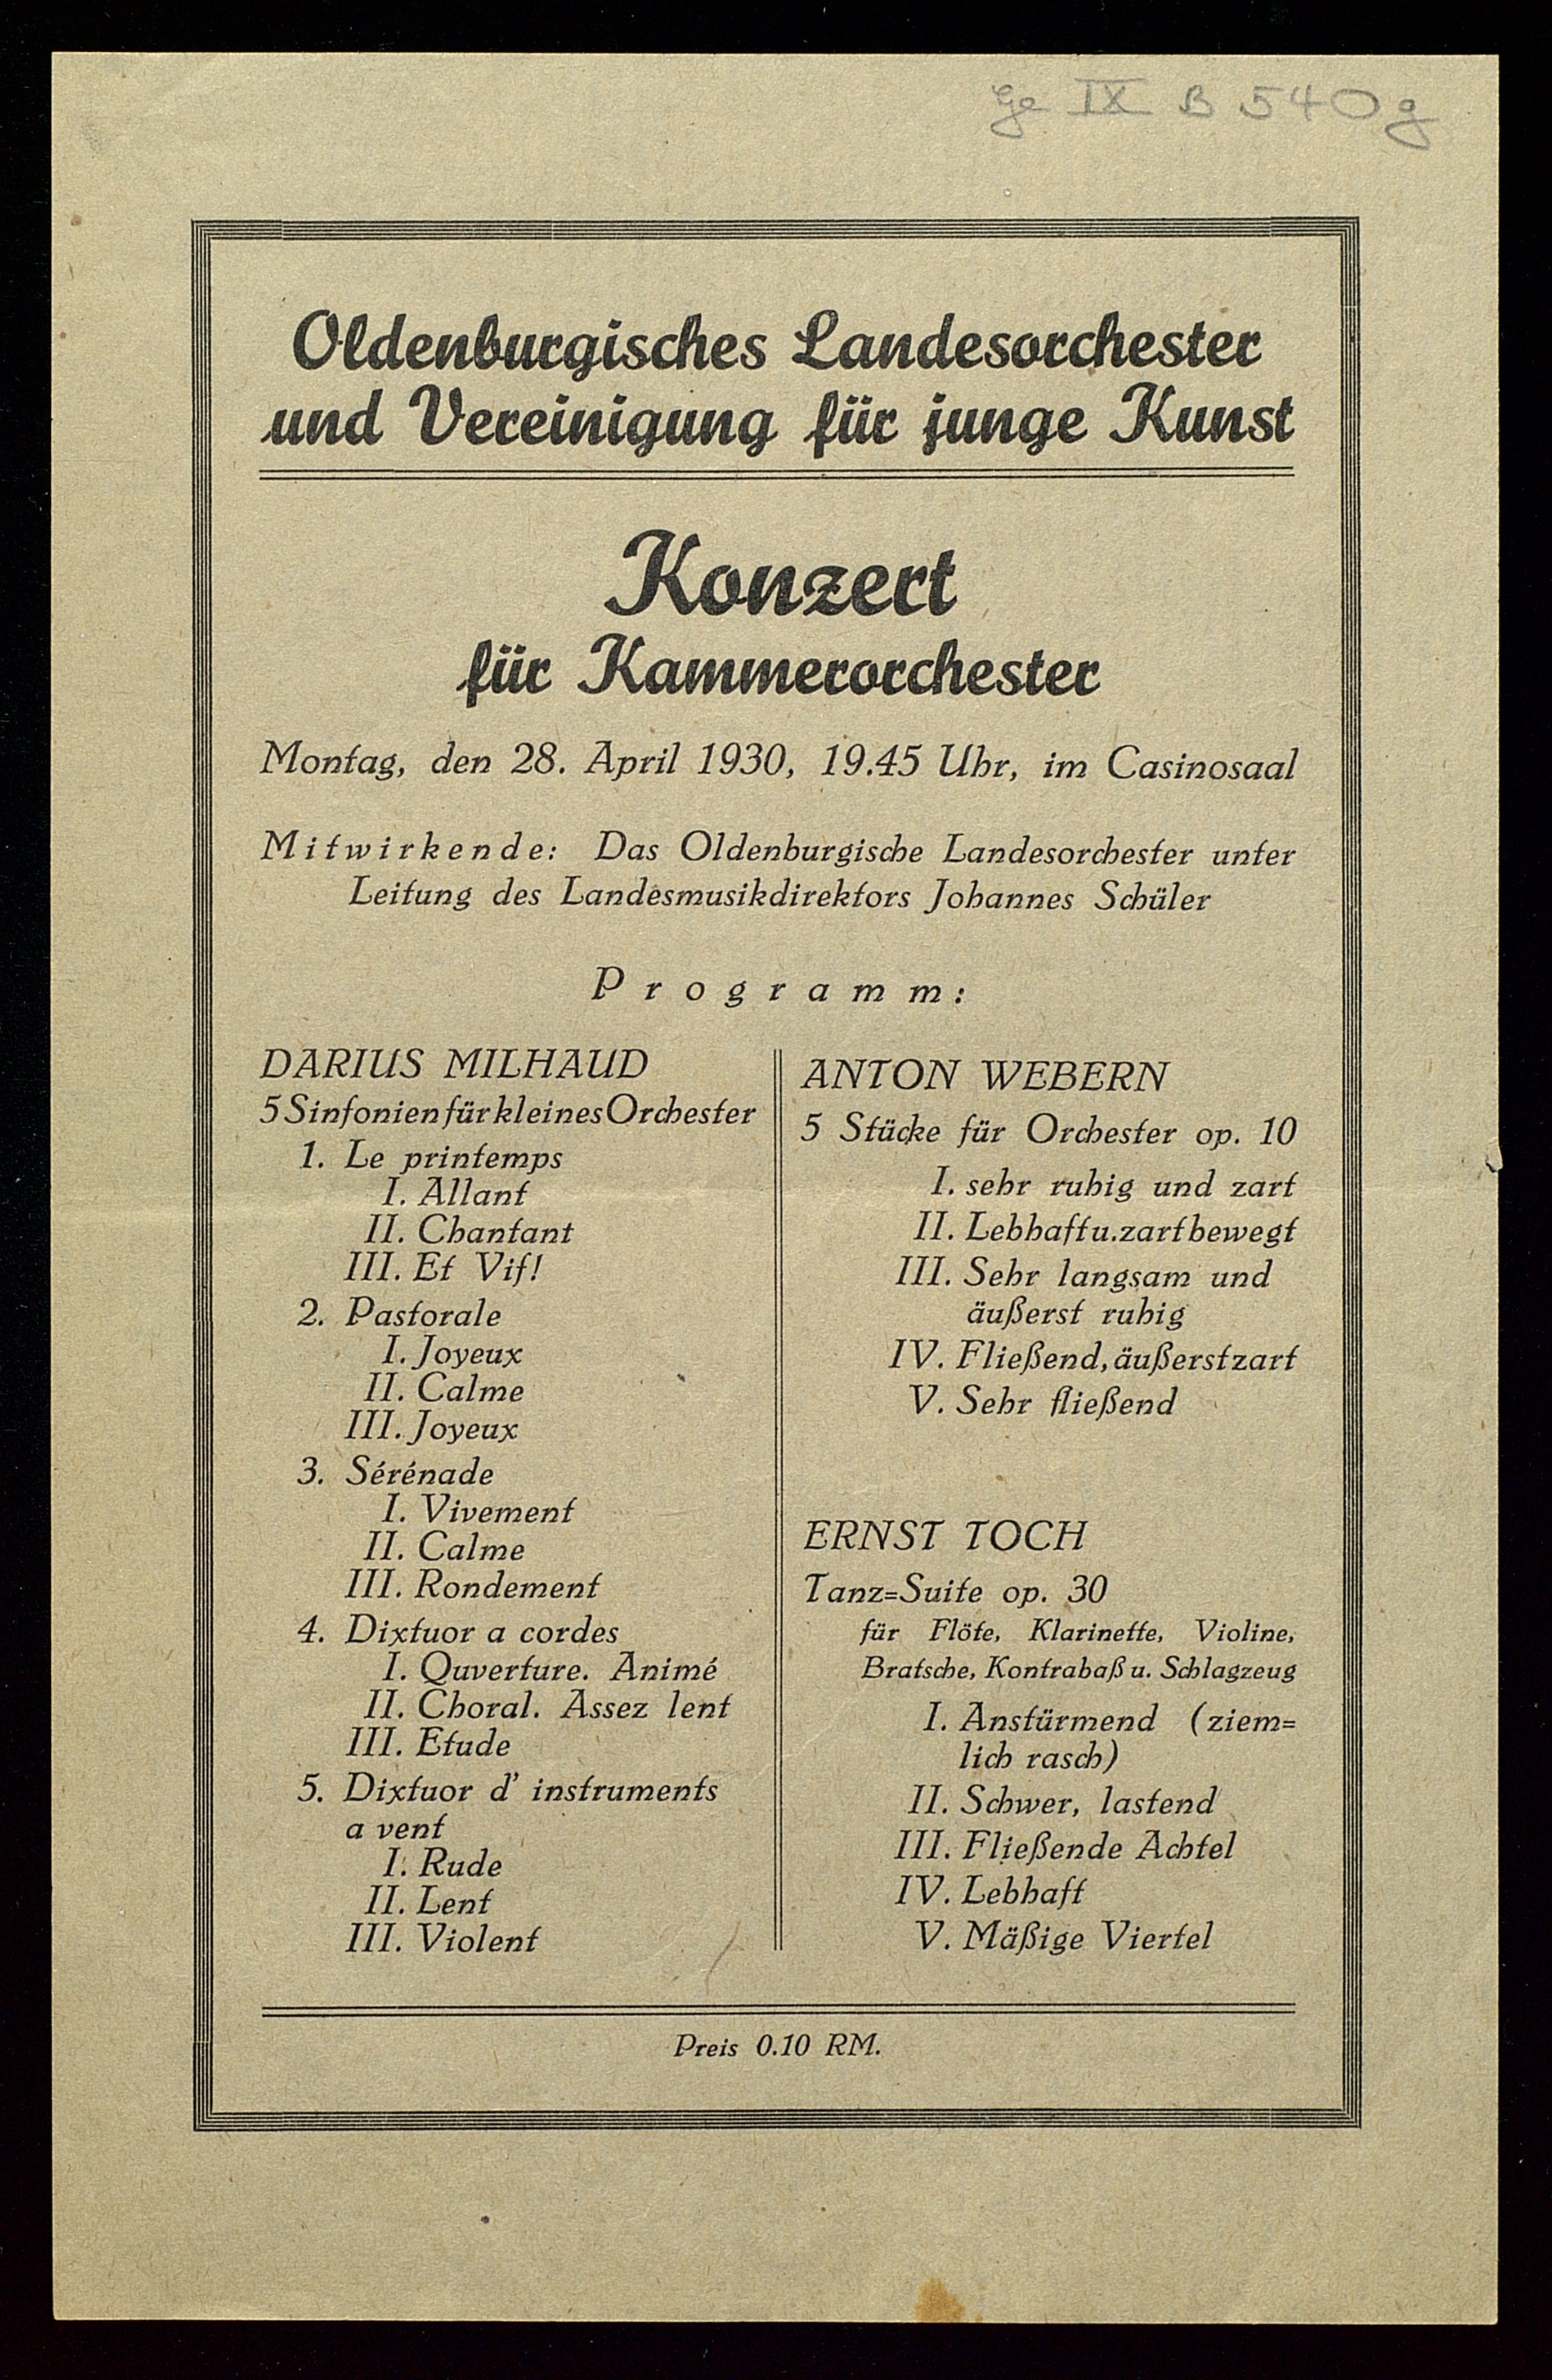 Ge IX B 540g
Oldenburgisches Landesorchester
und Vereinigung für junge Kunst
Konzert
für Kammerorchester
Montag, den 28. April 1930, 19.45 Uhr, im Casinosaal
Mitwirkende: Das Oldenburgische Landesorchester unter
Leitung des Landesmusikdirektors Johannes Schüler
Programm:
DARIUS MILHAUD
5 Sinfonien für kleines Orchester
1. Le printemps
I. Allant
II. Chantant
III. Et Vif!
2. Pastorale
I. Joyeux
II. Calme
III. Joyeux
3. Sérénade
I. Vivement
II. Calme
III. Rondement
4. Dixtuor a cordes
I. Quverture. Animé
II. Choral. Assez lent
III. Etude
5. Dixtuor d' instruments
a vent
I. Rude
II. Lent
III. Violent
ANTON WEBERN
5 Stücke für Orchester op. 10
I. sehr ruhig und zart
II. Lebhaft u. zart bewegt
III. Sehr langsam und
äußerst ruhig
IV. Fließend, äußerst zart
V. Sehr fließend
ERNST TOCH
Tanz=Suite op. 30
für Flöte, Klarinette, Violine,
Bratsche, Kontrabaß u. Schlagzeug
I. Anstürmend (ziem=
lich rasch)
II. Schwer, lastend
III. Fließende Achtel
IV. Lebhaft
V. Mäßige Viertel
Preis 0.10 RM.